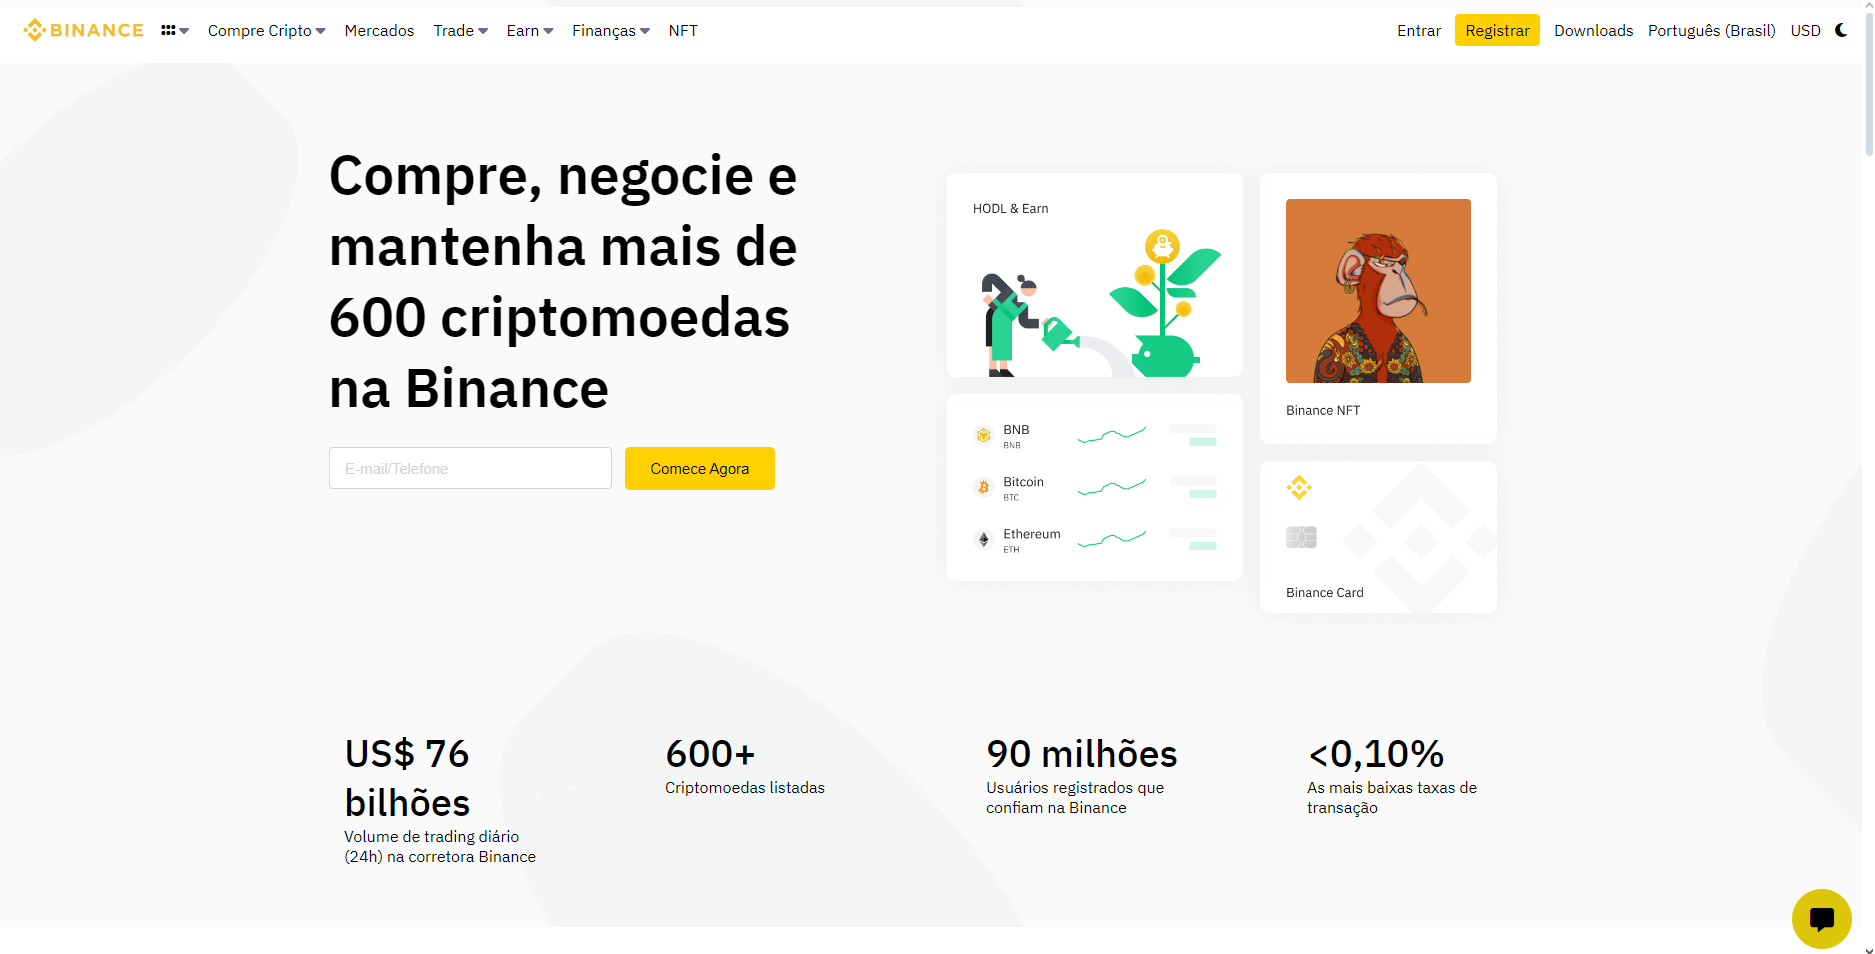 BINANCE
Compre Cripto
Mercados
Trade
Earn
Finanças
NFT
Entrar
Registrar
Downloads
Português (Brasil)
USD
Compre, negocie e
mantenha mais de
600 criptomoedas
na Binance
E-mail/Telefone
Comece Agora
HODL & Earn
BNB
BNB
Bitcoin
BTC
Ethereum
ETH
Binance NFT
Binance Card
US$ 76
bilhões
Volume de trading diário
(24h) na corretora Binance
600+
Criptomoedas listadas
90 milhões
Usuários registrados que
confiam na Binance
<0,10%
As mais baixas taxas de
transação